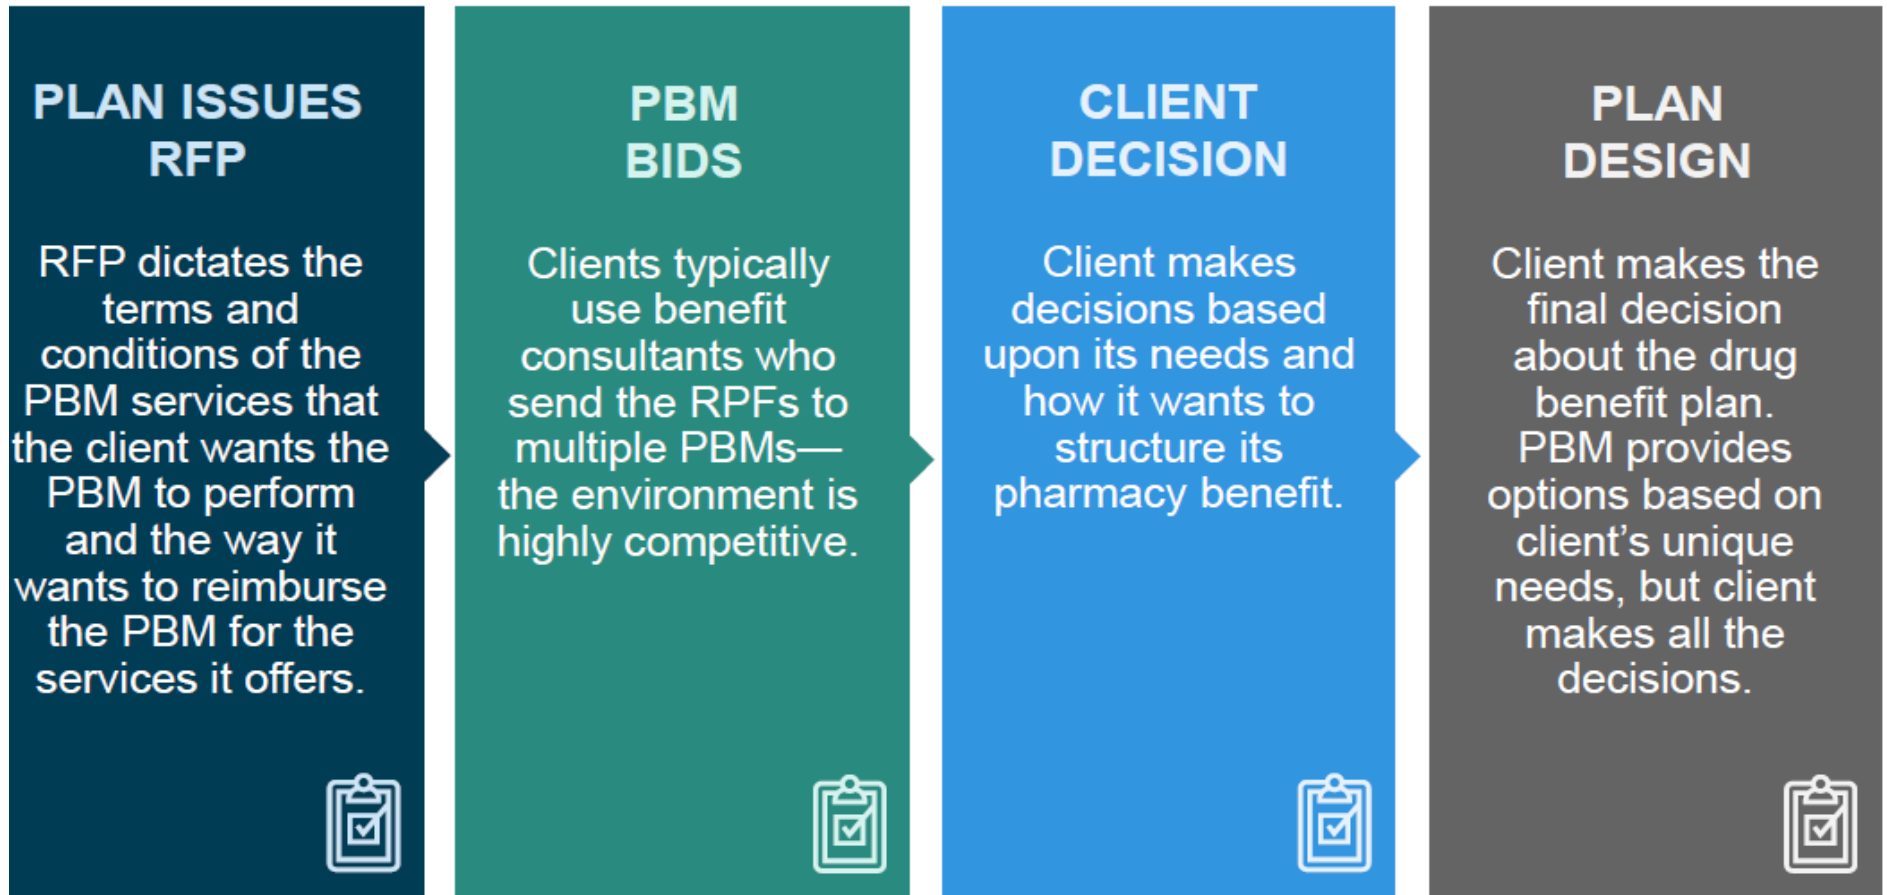 PLAN ISSUES
RFP
RFP dictates the
terms and
conditions of the
PBM services that
the client wants the
PBM to perform
and the way it
wants to reimburse
the PBM for the
services it offers.
PBM
BIDS
Clients typically
use benefit
consultants who
send the RPFs to
multiple PBMs—
the environment is
highly competitive.
CLIENT
DECISION
Client makes
decisions based
upon its needs and
how it wants to
structure its
pharmacy benefit.
PLAN
DESIGN
Client makes the
final decision
about the drug
benefit plan.
PBM provides
options based on
client’s unique
needs, but client
makes all the
decisions.